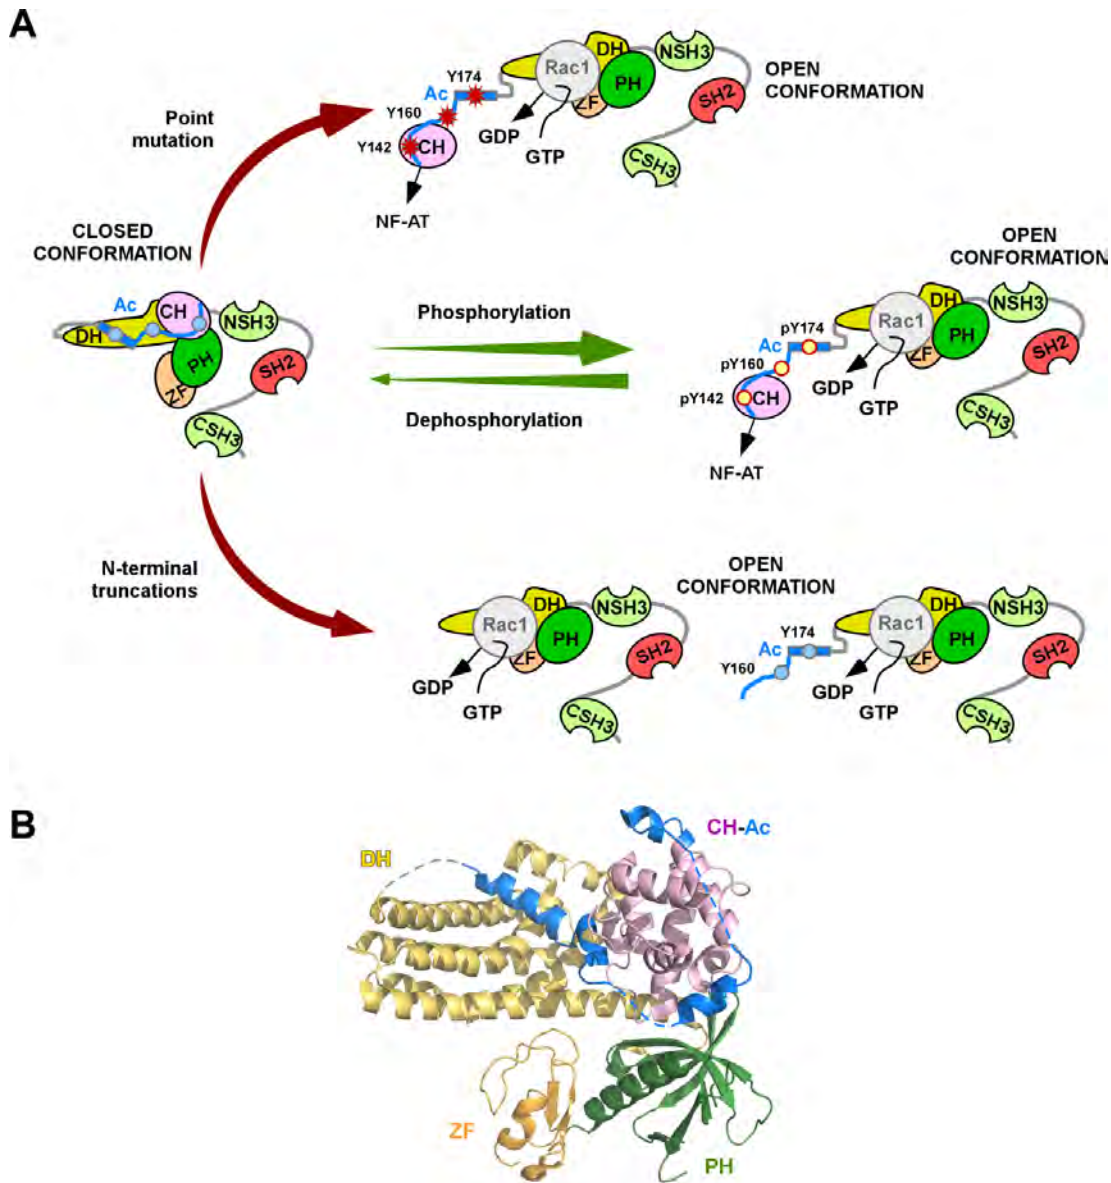 A
Point
mutation
Y174
Ac
Y160
Y142
CH
NF-AT
GDP
GTP
Rac1
DH
PH
ZF
NSH3
SH2
CSH3
OPEN
CONFORMATION
CLOSED
CONFORMATION
Ac
CH
DH
PH
ZF
NSH3
SH2
CSH3
Phosphorylation
Dephosphorylation
OPEN
CONFORMATION
pY174
Ac
pY160
pY142
CH
NF-AT
GDP
GTP
Rac1
DH
PH
ZF
NSH3
SH2
CSH3
N-terminal
truncations
OPEN
CONFORMATION
Rac1
DH
PH
ZF
NSH3
SH2
CSH3
GDP
GTP
Y174
Ac
Y160
Rac1
DH
PH
ZF
NSH3
SH2
CSH3
GDP
GTP
B
DH
CH-Ac
ZF
PH